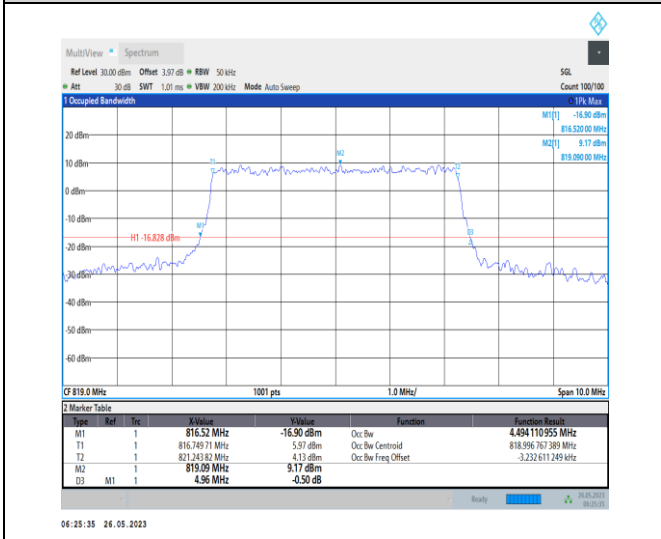 MultiView Spectrum
Ref Level 30.00 dBm Offset 3.97 dB RBW 50 kHz SGL
Att 30 dB SWT 1.01 ms VBW 200 kHz Mode Auto Sweep Count 100/100
1 Occupied Bandwidth 1Pk Max
M1[1] -16.90 dBm
816.520 00 MHz
M2[1] 9.17 dBm
819.090 00 MHz
20 dBm
M2
10 dBm
T1
T2
0 dBm
-10 dBm
M1
D3
H1 -16.828 dBm
-20 dBm
-30 dBm
-40 dBm
-50 dBm
-60 dBm
CF 819.0 MHz 1001 pts 1.0 MHz/ Span 10.0 MHz
2 Marker Table
Type Ref Trc X-Value Y-Value Function Function Result
M1 1 816.52 MHz -16.90 dBm Occ Bw 4.494 110 955 MHz
T1 1 816.749 71 MHz 5.97 dBm Occ Bw Centroid 818.996 767 389 MHz
T2 1 821.243 82 MHz 4.13 dBm Occ Bw Freq Offset -3.232 611 249 kHz
M2 1 819.09 MHz 9.17 dBm
D3 M1 1 4.96 MHz -0.50 dB
Ready 26.05.2023
06:25:35
06:25:35 26.05.2023